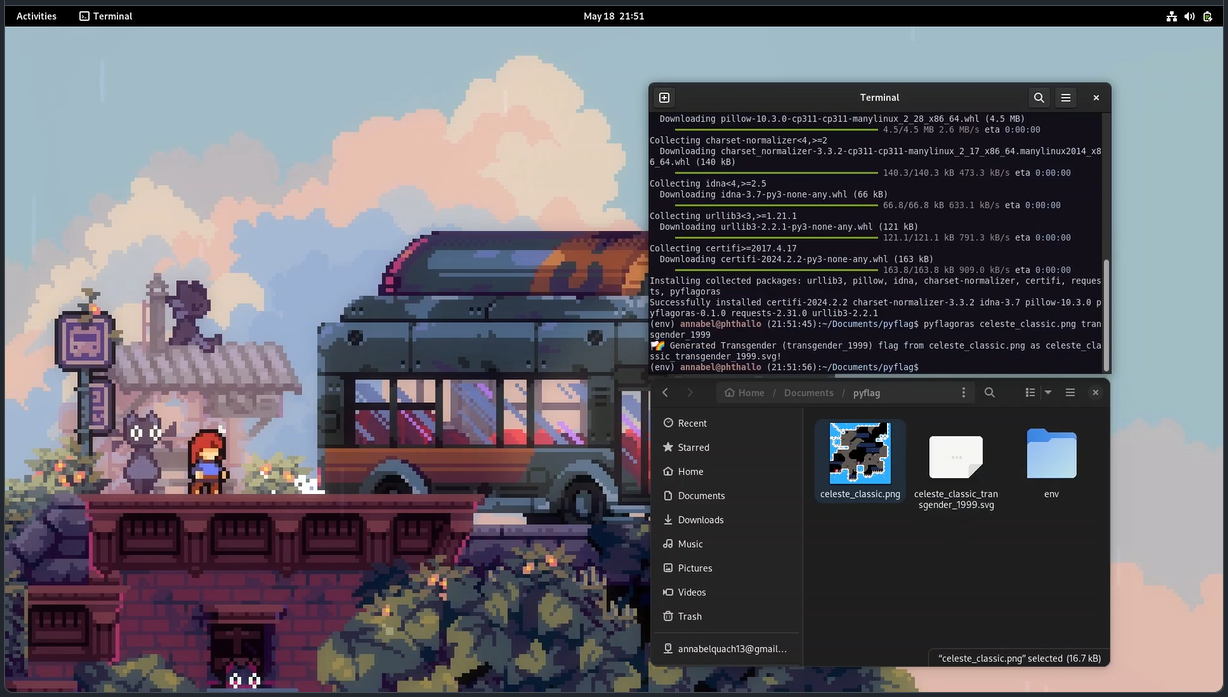 Activities
Terminal
May 18 21:51
Terminal
Downloading pillow-10.3.0-cp311-cp311-manylinux_2_28_x86_64.whl (4.5 MB)
4.5/4.5 MB 2.6 MB/s eta 0:00:00
Collecting charset-normalizer<4,>=2
Downloading charset_normalizer-3.3.2-cp311-cp311-manylinux_2_17_x86_64.manylinux2014_x8
6_64.whl (140 kB)
140.3/140.3 kB 473.3 kB/s eta 0:00:00
Collecting idna<4,>=2.5
Downloading idna-3.7-py3-none-any.whl (66 kB)
66.8/66.8 kB 633.1 kB/s eta 0:00:00
Collecting urllib3<3,>=1.21.1
Downloading urllib3-2.2.1-py3-none-any.whl (121 kB)
121.1/121.1 kB 791.3 kB/s eta 0:00:00
Collecting certifi>=2017.4.17
Downloading certifi-2024.2.2-py3-none-any.whl (163 kB)
163.8/163.8 kB 909.0 kB/s eta 0:00:00
Installing collected packages: urllib3, pillow, idna, charset-normalizer, certifi, reques
ts, pyflagoras
Successfully installed certifi-2024.2.2 charset-normalizer-3.3.2 idna-3.7 pillow-10.3.0 p
yflagoras-0.1.0 requests-2.31.0 urllib3-2.2.1
(env) annabel@phthallo (21:51:45):~/Documents/pyflag$ pyflagoras celeste_classic.png tran
sgender_1999
Generated Transgender (transgender_1999) flag from celeste_classic.png as celeste_cla
ssic_transgender_1999.svg!
(env) annabel@phthallo (21:51:56):~/Documents/pyflag$
Home / Documents / pyflag
Recent
Starred
Home
Documents
Downloads
Music
Pictures
Videos
Trash
annabelquach13@gmail...
celeste_classic.png
celeste_classic_tran
sgender_1999.svg
env
"celeste_classic.png" selected (16.7 kB)